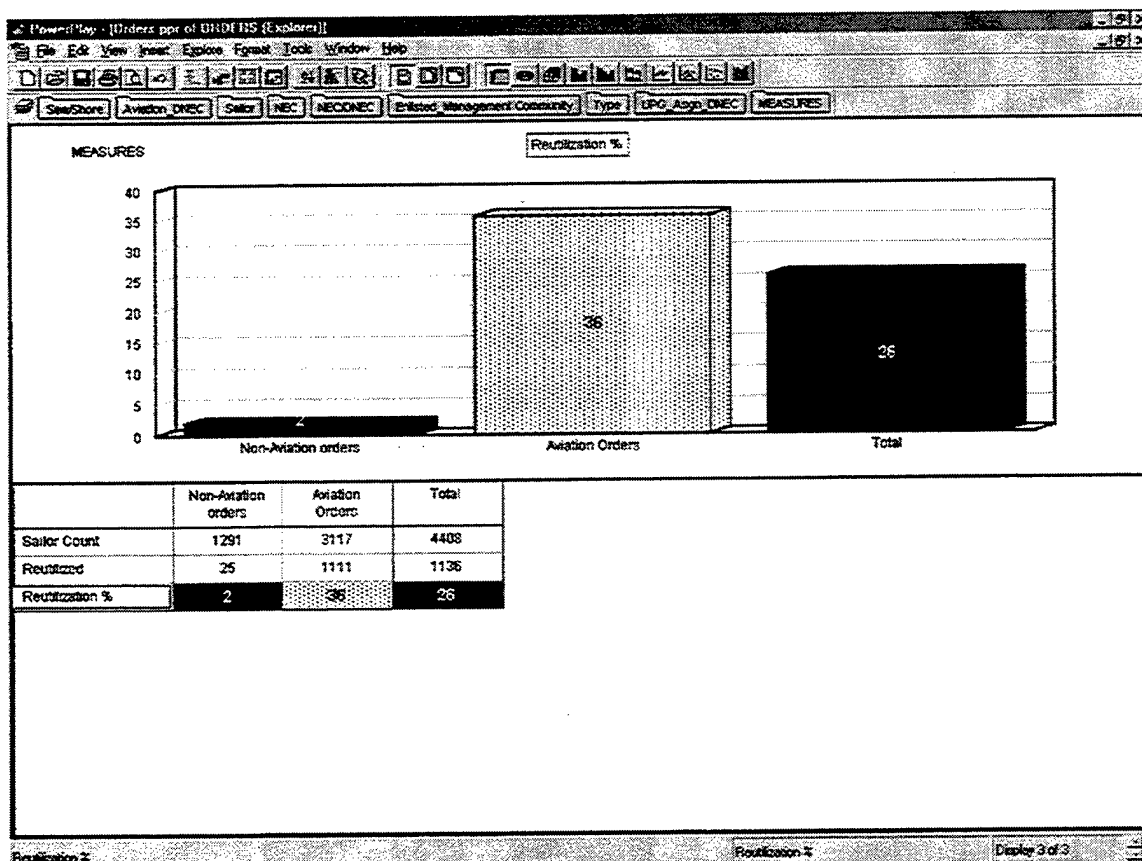 PowerPlay - [Orders.ppr of ORDERS (Explorer)]
File Edit View Insert Explore Format Tools Window Help
Sea/Shore Aviation_DNEC Sailor NEC NEC/DNEC Enlisted_Management Community Type UPG_Asgn_DNEC MEASURES
MEASURES
Reutilization %
40
35
30
25
20
15
10
5
0
2
36
26
Non-Aviation orders Aviation Orders Total
Non-Aviation orders Aviation Orders Total
Sailor Count 1291 3117 4408
Reutilized 25 1111 1136
Reutilization % 2 36 26
Reutilization % Reutilization % Display 3 of 3